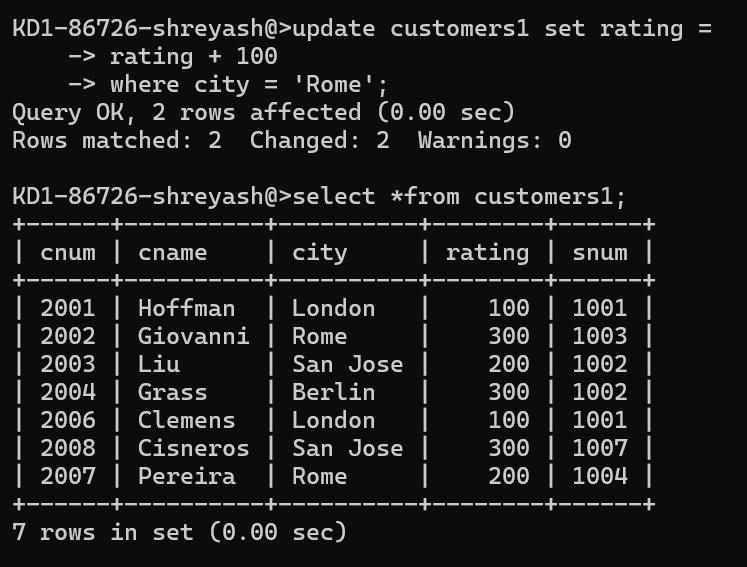 KD1-86726-shreyash@>update customers1 set rating =
    -> rating + 100
    -> where city = 'Rome';
Query OK, 2 rows affected (0.00 sec)
Rows matched: 2  Changed: 2  Warnings: 0

KD1-86726-shreyash@>select *from customers1;
+------+----------+----------+--------+------+
| cnum | cname    | city     | rating | snum |
+------+----------+----------+--------+------+
| 2001 | Hoffman  | London   |    100 | 1001 |
| 2002 | Giovanni | Rome     |    300 | 1003 |
| 2003 | Liu      | San Jose |    200 | 1002 |
| 2004 | Grass    | Berlin   |    300 | 1002 |
| 2006 | Clemens  | London   |    100 | 1001 |
| 2008 | Cisneros | San Jose |    300 | 1007 |
| 2007 | Pereira  | Rome     |    200 | 1004 |
+------+----------+----------+--------+------+
7 rows in set (0.00 sec)